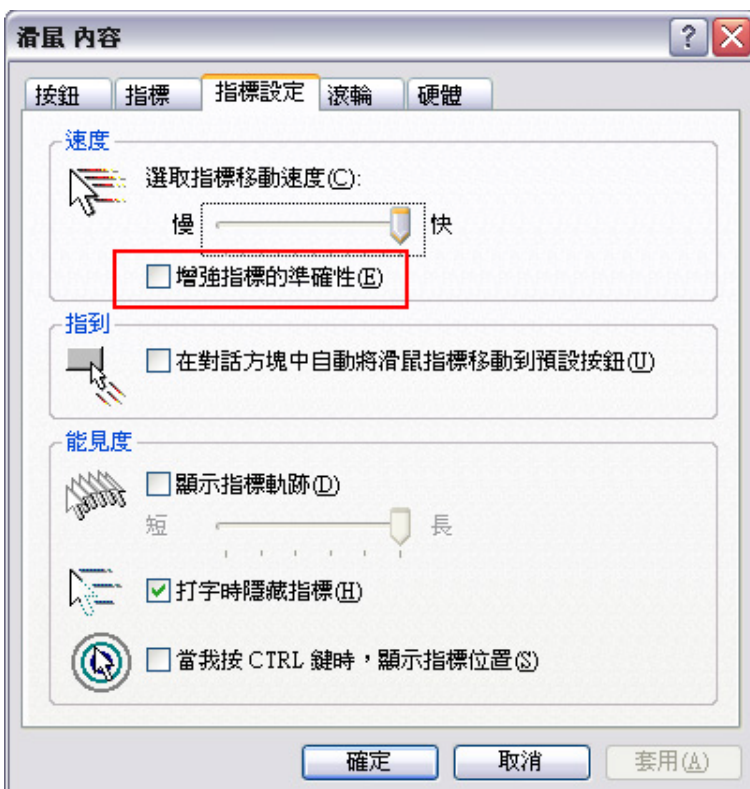 滑鼠 內容
按鈕 指標 指標設定 滾輪 硬體
速度
選取指標移動速度(C):
慢 快
增強指標的準確性(E)
指到
在對話方塊中自動將滑鼠指標移動到預設按鈕(U)
能見度
顯示指標軌跡(D)
短 長
打字時隱藏指標(H)
當我按 CTRL 鍵時，顯示指標位置(S)
確定 取消 套用(A)